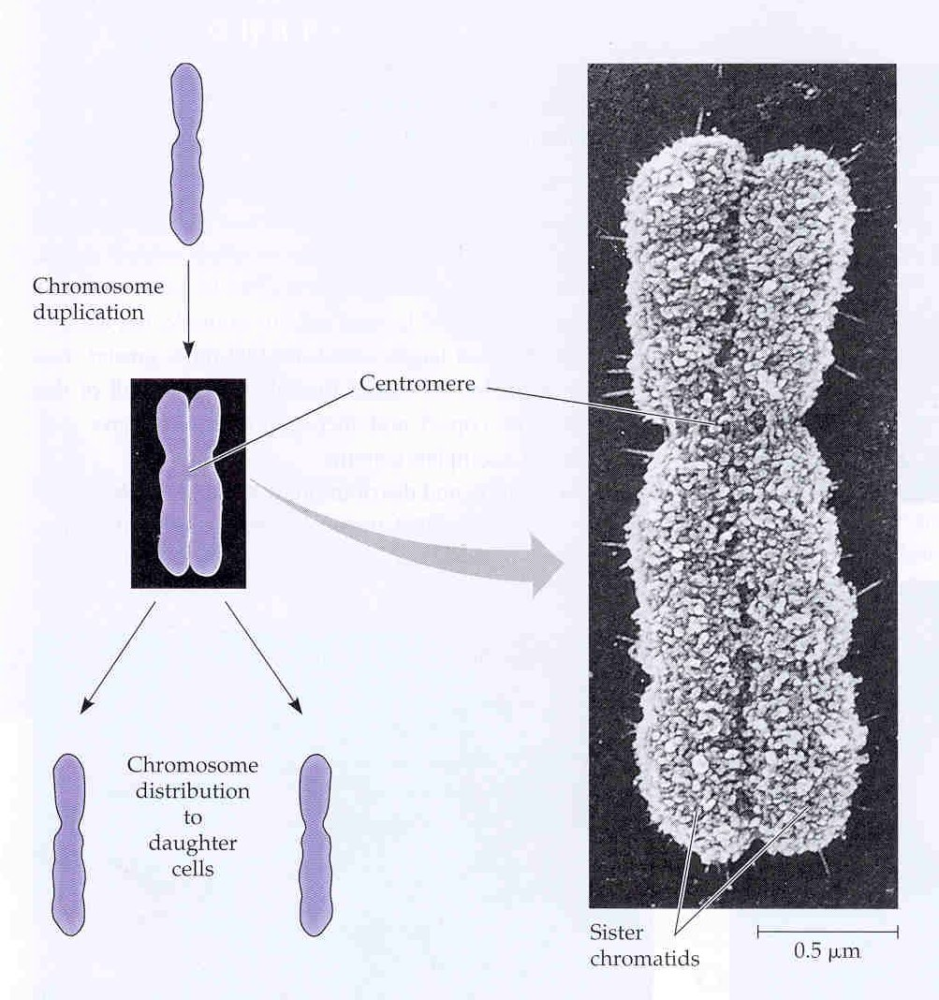 Chromosome
duplication
Centromere
Chromosome
distribution
to
daughter
cells
Sister
chromatids
0.5 μm